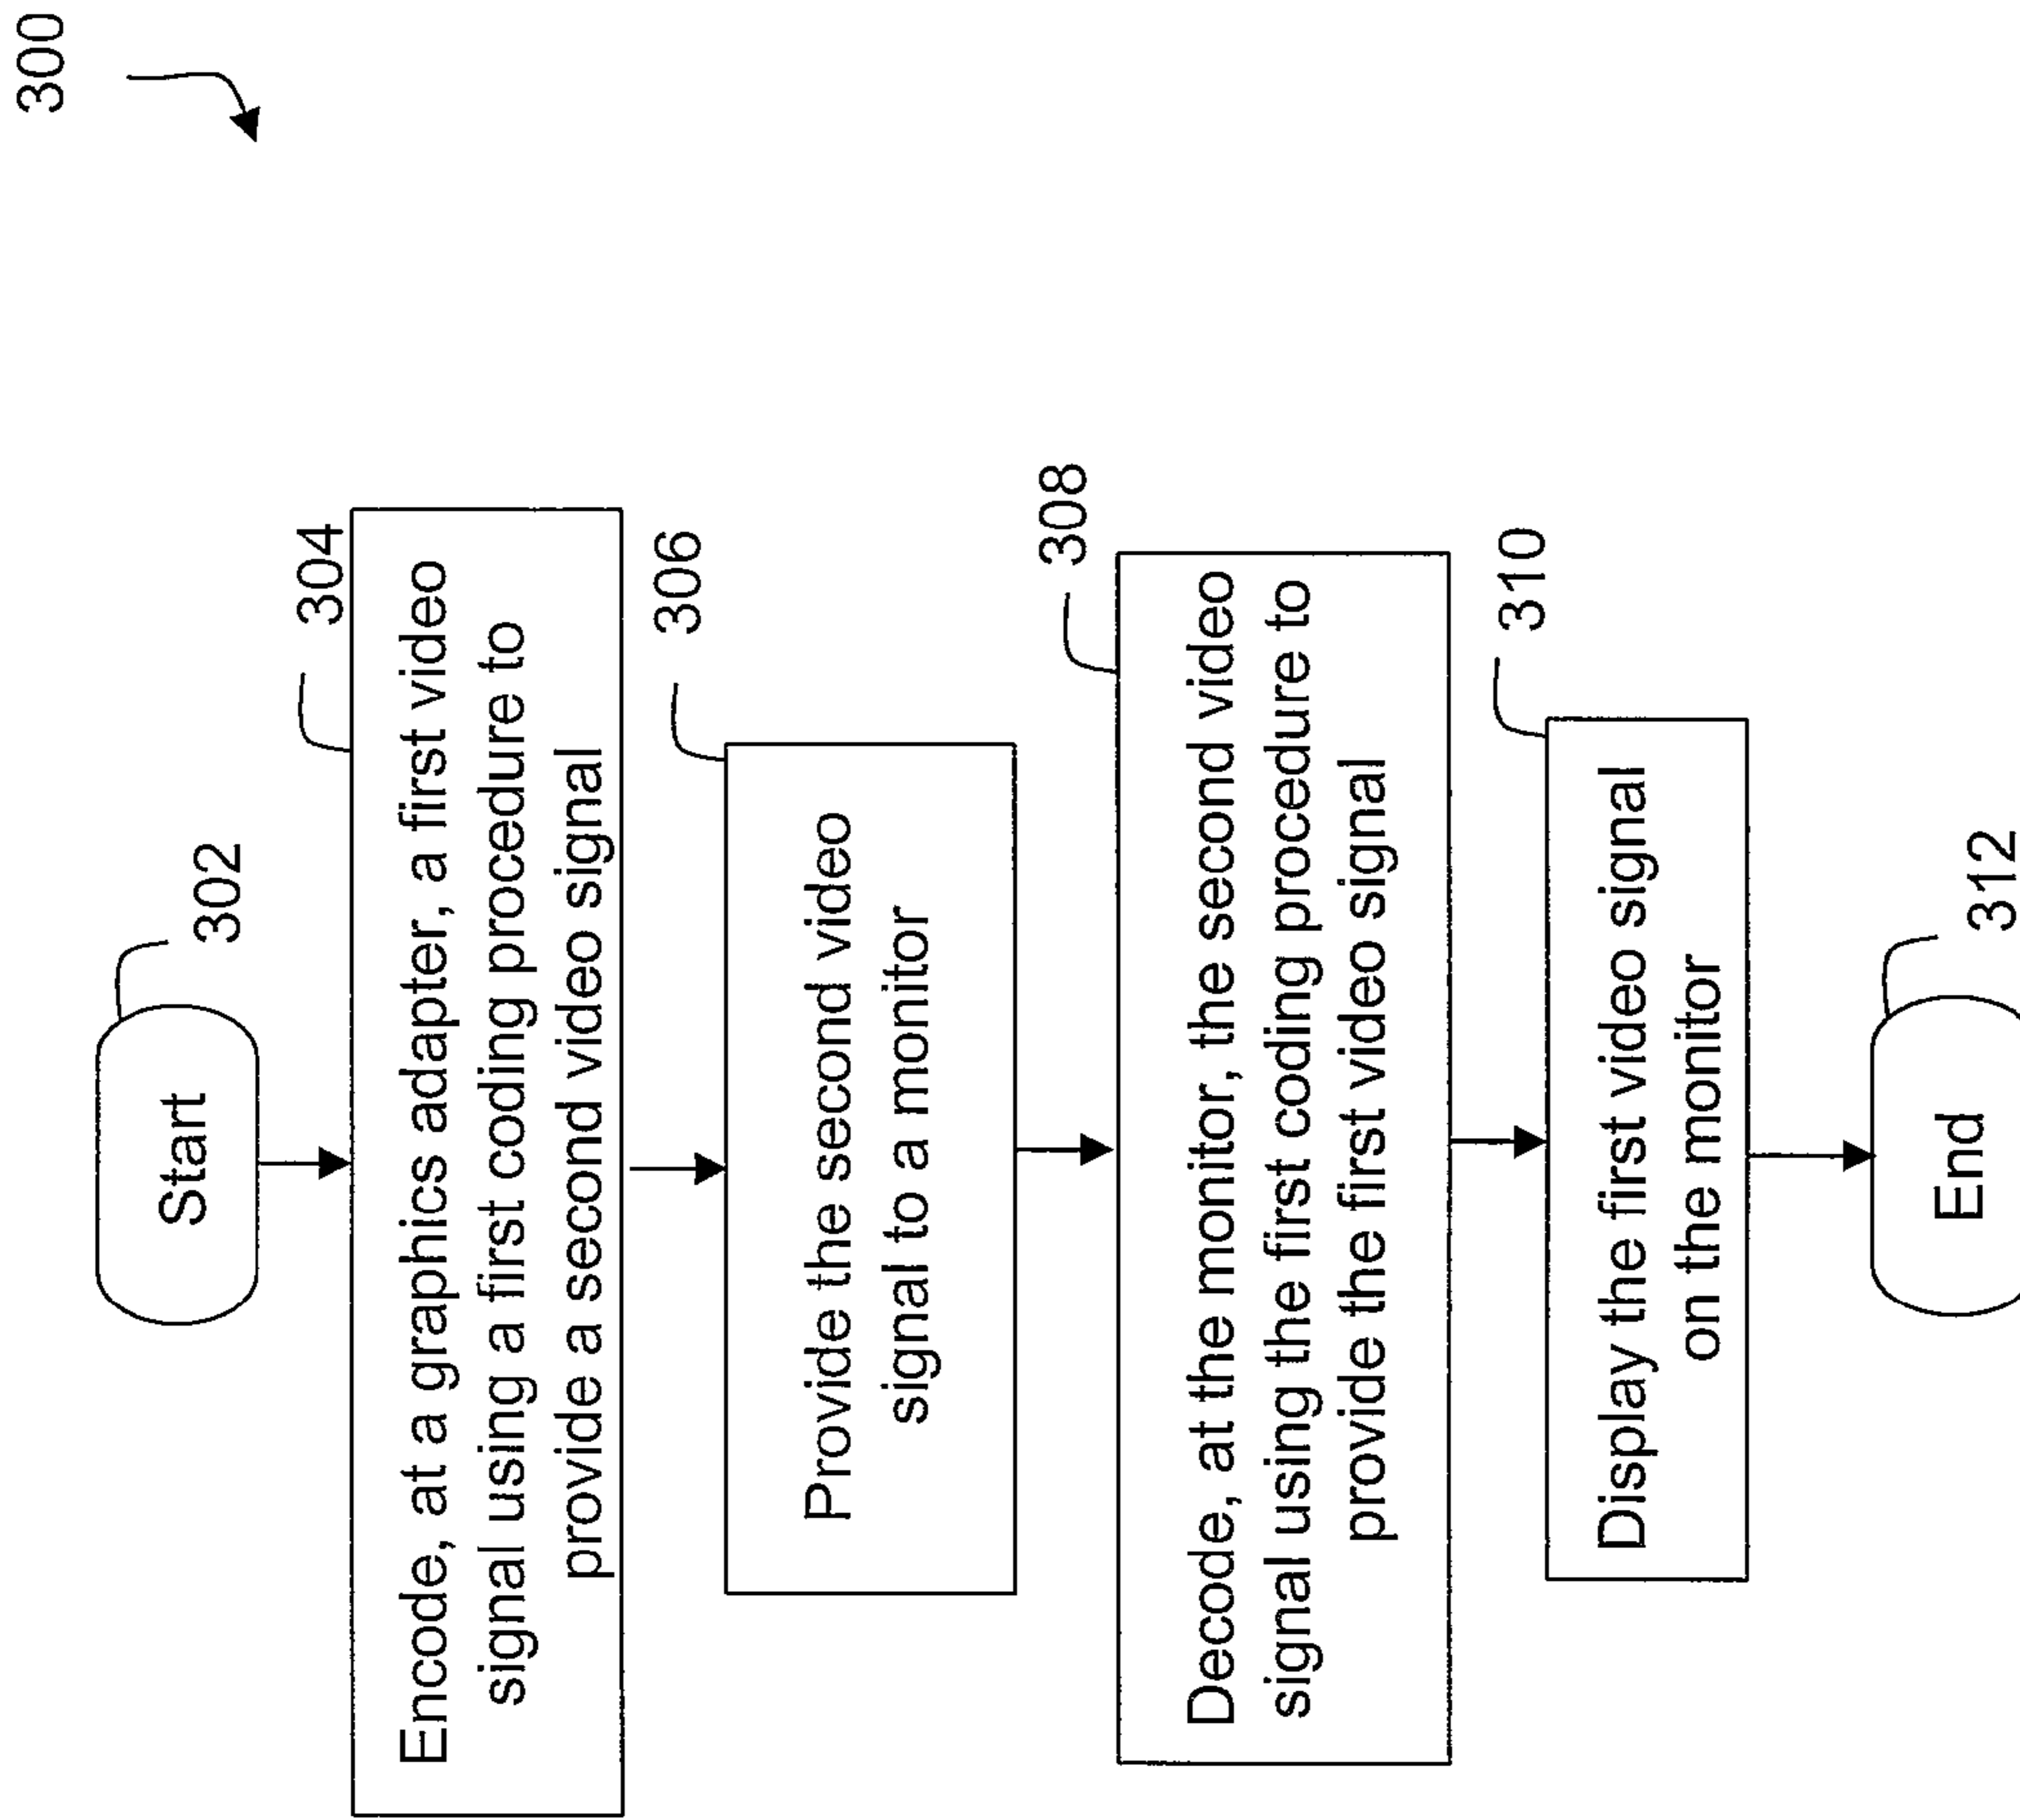 300
302
Start
304
Encode, at a graphics adapter, a first video
signal using a first coding procedure to
provide a second video signal
306
Provide the second video
signal to a monitor
308
Decode, at the monitor, the second video
signal using the first coding procedure to
provide the first video signal
310
Display the first video signal
on the monitor
312
End